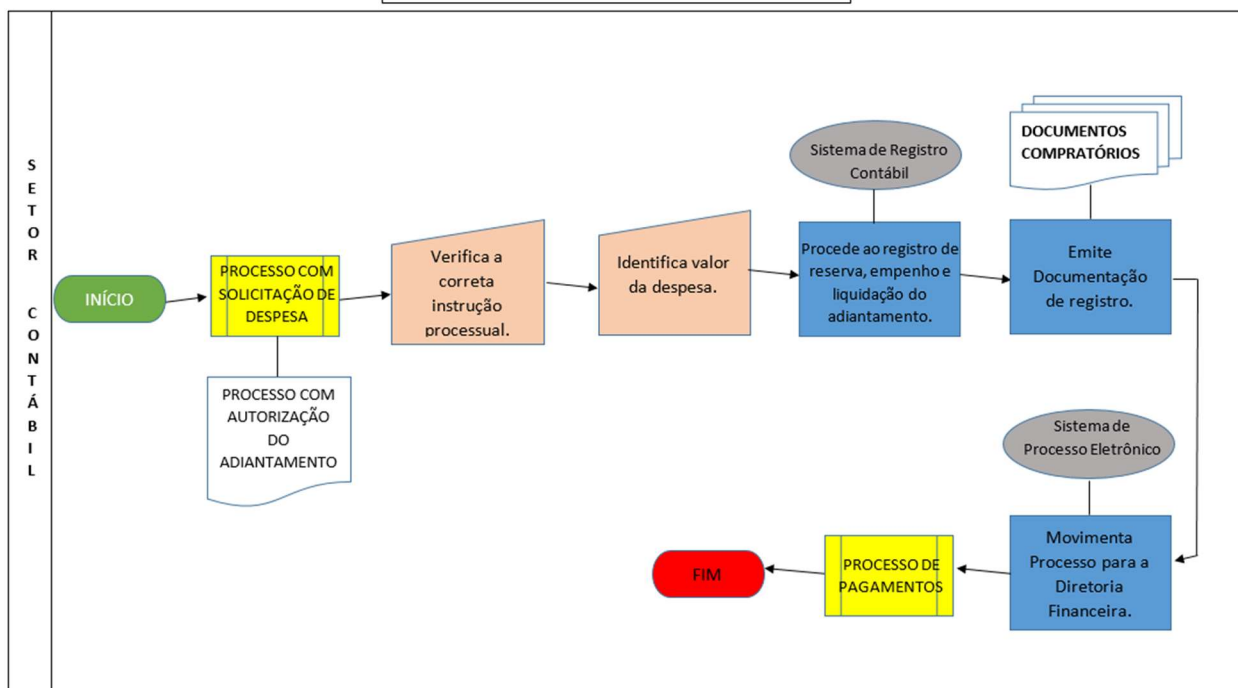 SETOR CONTÁBIL
INÍCIO
PROCESSO COM
SOLICITAÇÃO DE
DESPESA
PROCESSO COM
AUTORIZAÇÃO
DO
ADIANTAMENTO
Verifica a
correta
instrução
processual.
Identifica valor
da despesa.
Sistema de Registro
Contábil
Procede ao registro de
reserva, empenho e
liquidação do
adiantamento.
DOCUMENTOS
COMPRATÓRIOS
Emite
Documentação
de registro.
Sistema de
Processo Eletrônico
Movimenta
Processo para a
Diretoria
Financeira.
PROCESSO DE
PAGAMENTOS
FIM